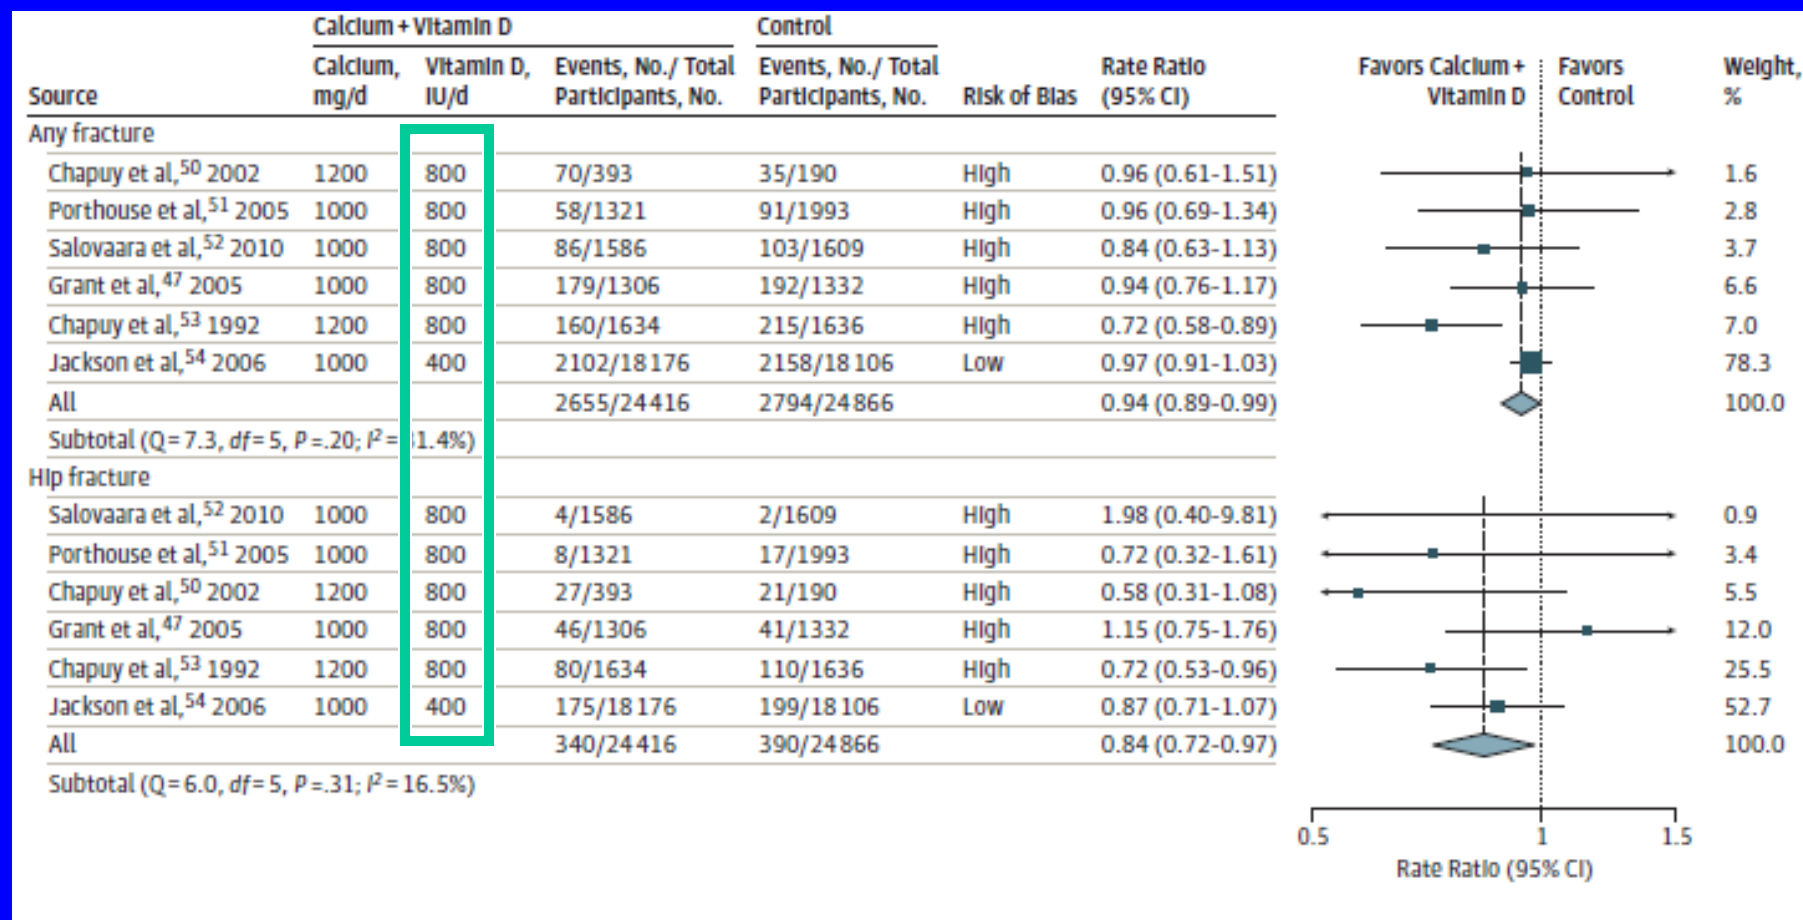 Calcium + Vitamin D Control
Calcium, mg/d Vitamin D, IU/d Events, No./ Total Participants, No. Events, No./ Total Participants, No. Rate Ratio (95% CI) Favors Calcium + Vitamin D Favors Control Weight, %
Source Risk of Bias
Any fracture
Chapuy et al,50 2002 1200 800 70/393 35/190 High 0.96 (0.61-1.51) 1.6
Porthouse et al,51 2005 1000 800 58/1321 91/1993 High 0.96 (0.69-1.34) 2.8
Salovaara et al,52 2010 1000 800 86/1586 103/1609 High 0.84 (0.63-1.13) 3.7
Grant et al,47 2005 1000 800 179/1306 192/1332 High 0.94 (0.76-1.17) 6.6
Chapuy et al,53 1992 1200 800 160/1634 215/1636 High 0.72 (0.58-0.89) 7.0
Jackson et al,54 2006 1000 400 2102/18 176 2158/18 106 Low 0.97 (0.91-1.03) 78.3
All 2655/24 416 2794/24 866 0.94 (0.89-0.99) 100.0
Subtotal (Q = 7.3, df = 5, P = .20; I2 = 1.4%)
Hip fracture
Salovaara et al,52 2010 1000 800 4/1586 2/1609 High 1.98 (0.40-9.81) 0.9
Porthouse et al,51 2005 1000 800 8/1321 17/1993 High 0.72 (0.32-1.61) 3.4
Chapuy et al,50 2002 1200 800 27/393 21/190 High 0.58 (0.31-1.08) 5.5
Grant et al,47 2005 1000 800 46/1306 41/1332 High 1.15 (0.75-1.76) 12.0
Chapuy et al,53 1992 1200 800 80/1634 110/1636 High 0.72 (0.53-0.96) 25.5
Jackson et al,54 2006 1000 400 175/18 176 199/18 106 Low 0.87 (0.71-1.07) 52.7
All 340/24 416 390/24 866 0.84 (0.72-0.97) 100.0
Subtotal (Q = 6.0, df = 5, P = .31; I2 = 16.5%)
0.5 1 1.5
Rate Ratio (95% CI)